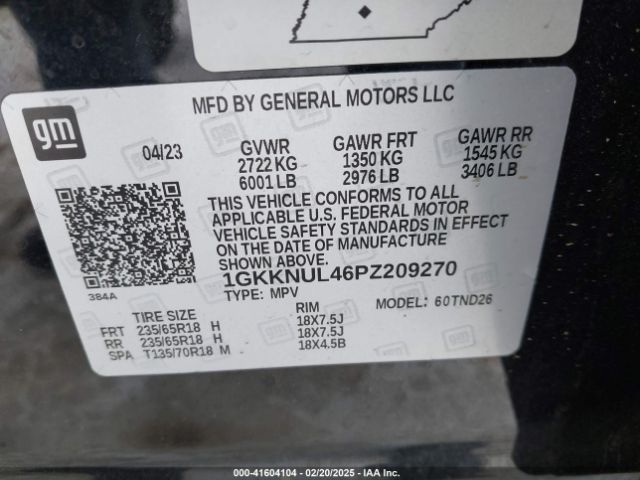 MFD BY GENERAL MOTORS LLC
gm
04/23 GVWR GAWR FRT GAWR RR
2722 KG 1350 KG 1545 KG
6001 LB 2976 LB 3406 LB
THIS VEHICLE CONFORMS TO ALL
APPLICABLE U.S. FEDERAL MOTOR
VEHICLE SAFETY STANDARDS IN EFFECT
ON THE DATE OF MANUFACTURE
SHOWN ABOVE.
1GKKNUL46PZ209270
384A
TYPE: MPV MODEL: 60TND26
TIRE SIZE RIM
FRT 235/65R18 H 18X7.5J
RR 235/65R18 H 18X7.5J
SPA T135/70R18 M 18X4.5B
000-41604104 — 02/20/2025 — IAAI.COM